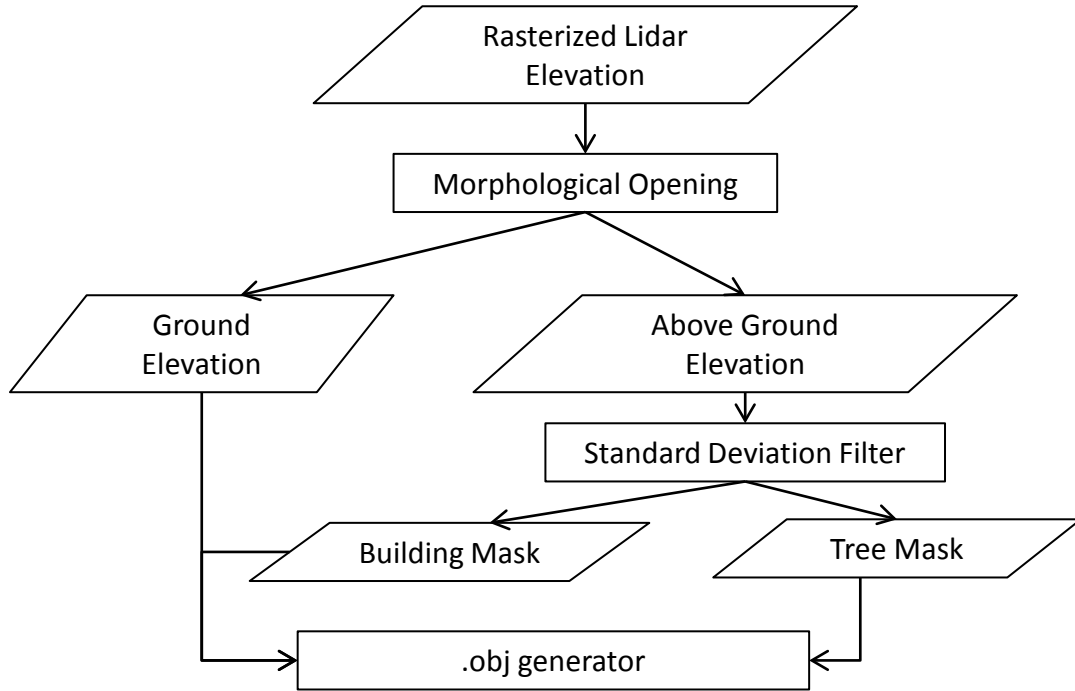 Rasterized Lidar
Elevation
Morphological Opening
Ground
Elevation
Above Ground
Elevation
Standard Deviation Filter
Building Mask
Tree Mask
.obj generator